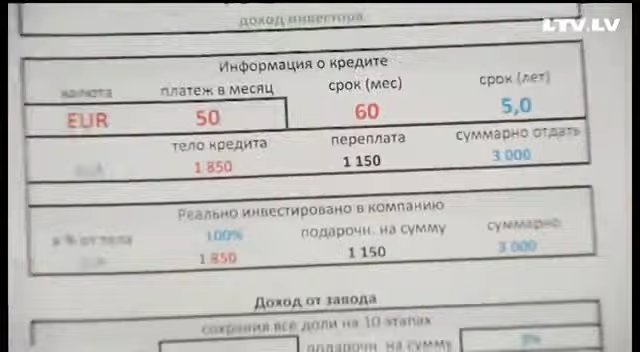 LTV.LV
доход инвестора
Информация о кредите
валюта платеж в месяц срок (мес) срок (лет)
EUR 50 60 5,0
тело кредита переплата суммарно отдать
1 850 1 150 3 000
Реально инвестировано в компанию
в % от тела 100% подарочн. на сумму суммарно
1 850 1 150 3 000
Доход от завода
сохраняя все доли на 10 этапах
подарочн. на сумму